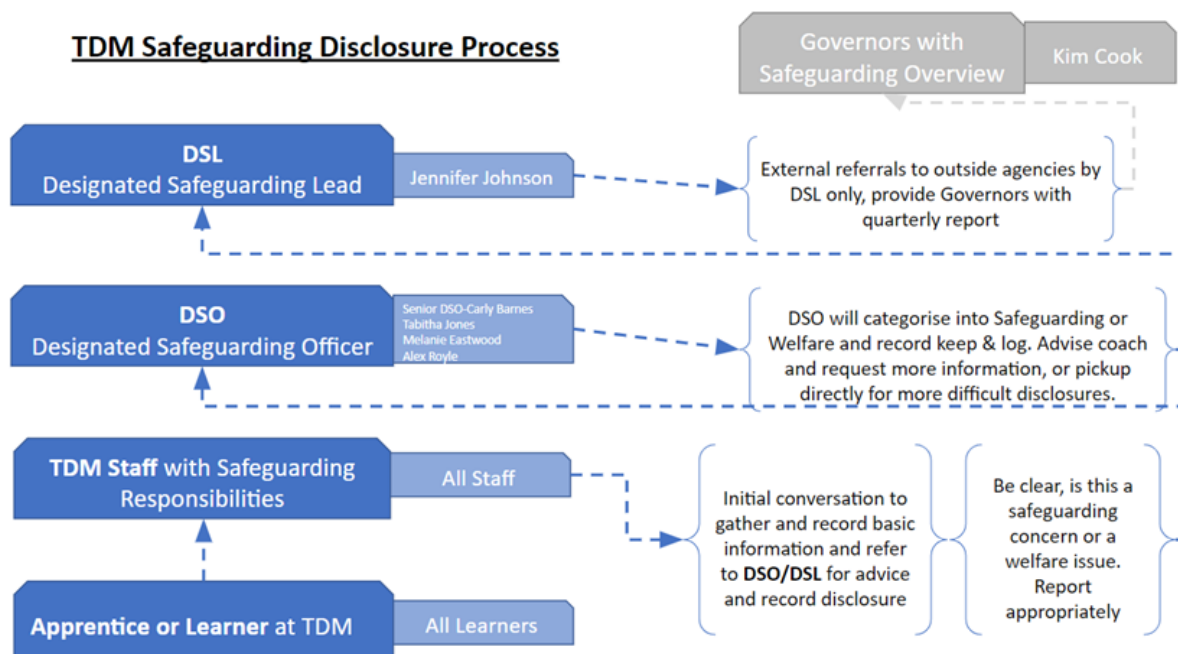 TDM Safeguarding Disclosure Process
Governors with
Safeguarding Overview
Kim Cook
DSL
Designated Safeguarding Lead
Jennifer Johnson
External referrals to outside agencies by
DSL only, provide Governors with
quarterly report
DSO
Designated Safeguarding Officer
Senior DSO-Carly Barnes
Tabitha Jones
Melanie Eastwood
Alex Royle
DSO will categorise into Safeguarding or
Welfare and record keep & log. Advise coach
and request more information, or pickup
directly for more difficult disclosures.
TDM Staff with Safeguarding
Responsibilities
All Staff
Initial conversation to
gather and record basic
information and refer
to DSO/DSL for advice
and record disclosure
Be clear, is this a
safeguarding
concern or a
welfare issue.
Report
appropriately
Apprentice or Learner at TDM
All Learners